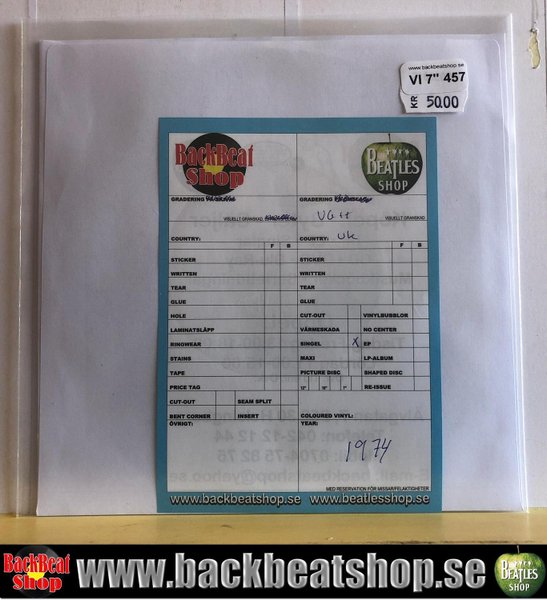 www.backbeatshop.se
VI 7" 457
KR 50.00
BackBeat Shop
1989
BEATLES
SHOP
GRADERING
GRADERING
VISUELLT GRANSKAD
VG ++ VISUELLT GRANSKAD
COUNTRY: COUNTRY: UK
F B F B
STICKER STICKER
WRITTEN WRITTEN
TEAR TEAR
GLUE GLUE
HOLE CUT-OUT VINYLBUBBLOR
LAMINATSLÄPP VÄRMESKADA NO CENTER
RINGWEAR SINGEL X EP
STAINS MAXI LP-ALBUM
TAPE PICTURE DISC SHAPED DISC
PRICE TAG 12" 10" 7" RE-ISSUE
CUT-OUT SEAM SPLIT
BENT CORNER INSERT COLOURED VINYL:
ÖVRIGT: YEAR:
1974
MED RESERVATION FÖR MISSAR/FELAKTIGHETER
www.backbeatshop.se www.beatlesshop.se
BackBeat Shop www.backbeatshop.se 1989 BEATLES SHOP